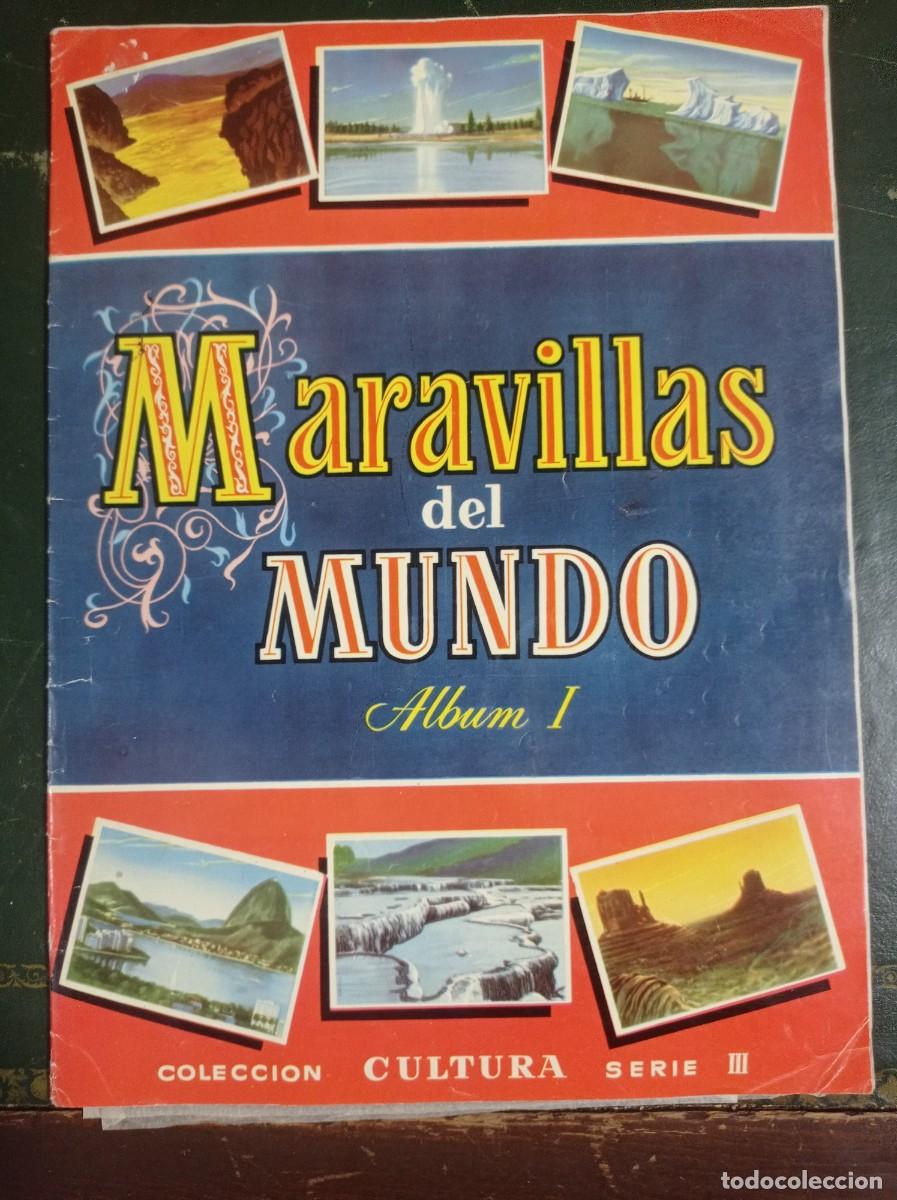 Maravillas
del
MUNDO
Album I
COLECCION CULTURA SERIE III
todocoleccion